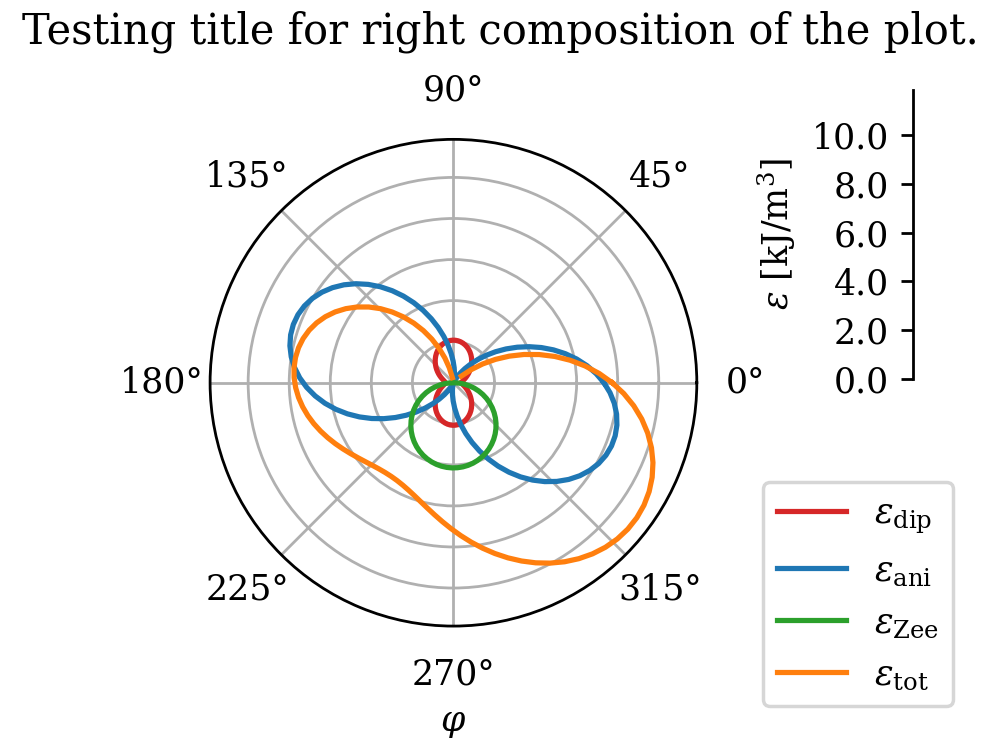 Testing title for right composition of the plot.
90°
135°
45°
180°
0°
225°
315°
270°
φ
ε [kJ/m³]
10.0
8.0
6.0
4.0
2.0
0.0
ε_dip
ε_ani
ε_Zee
ε_tot